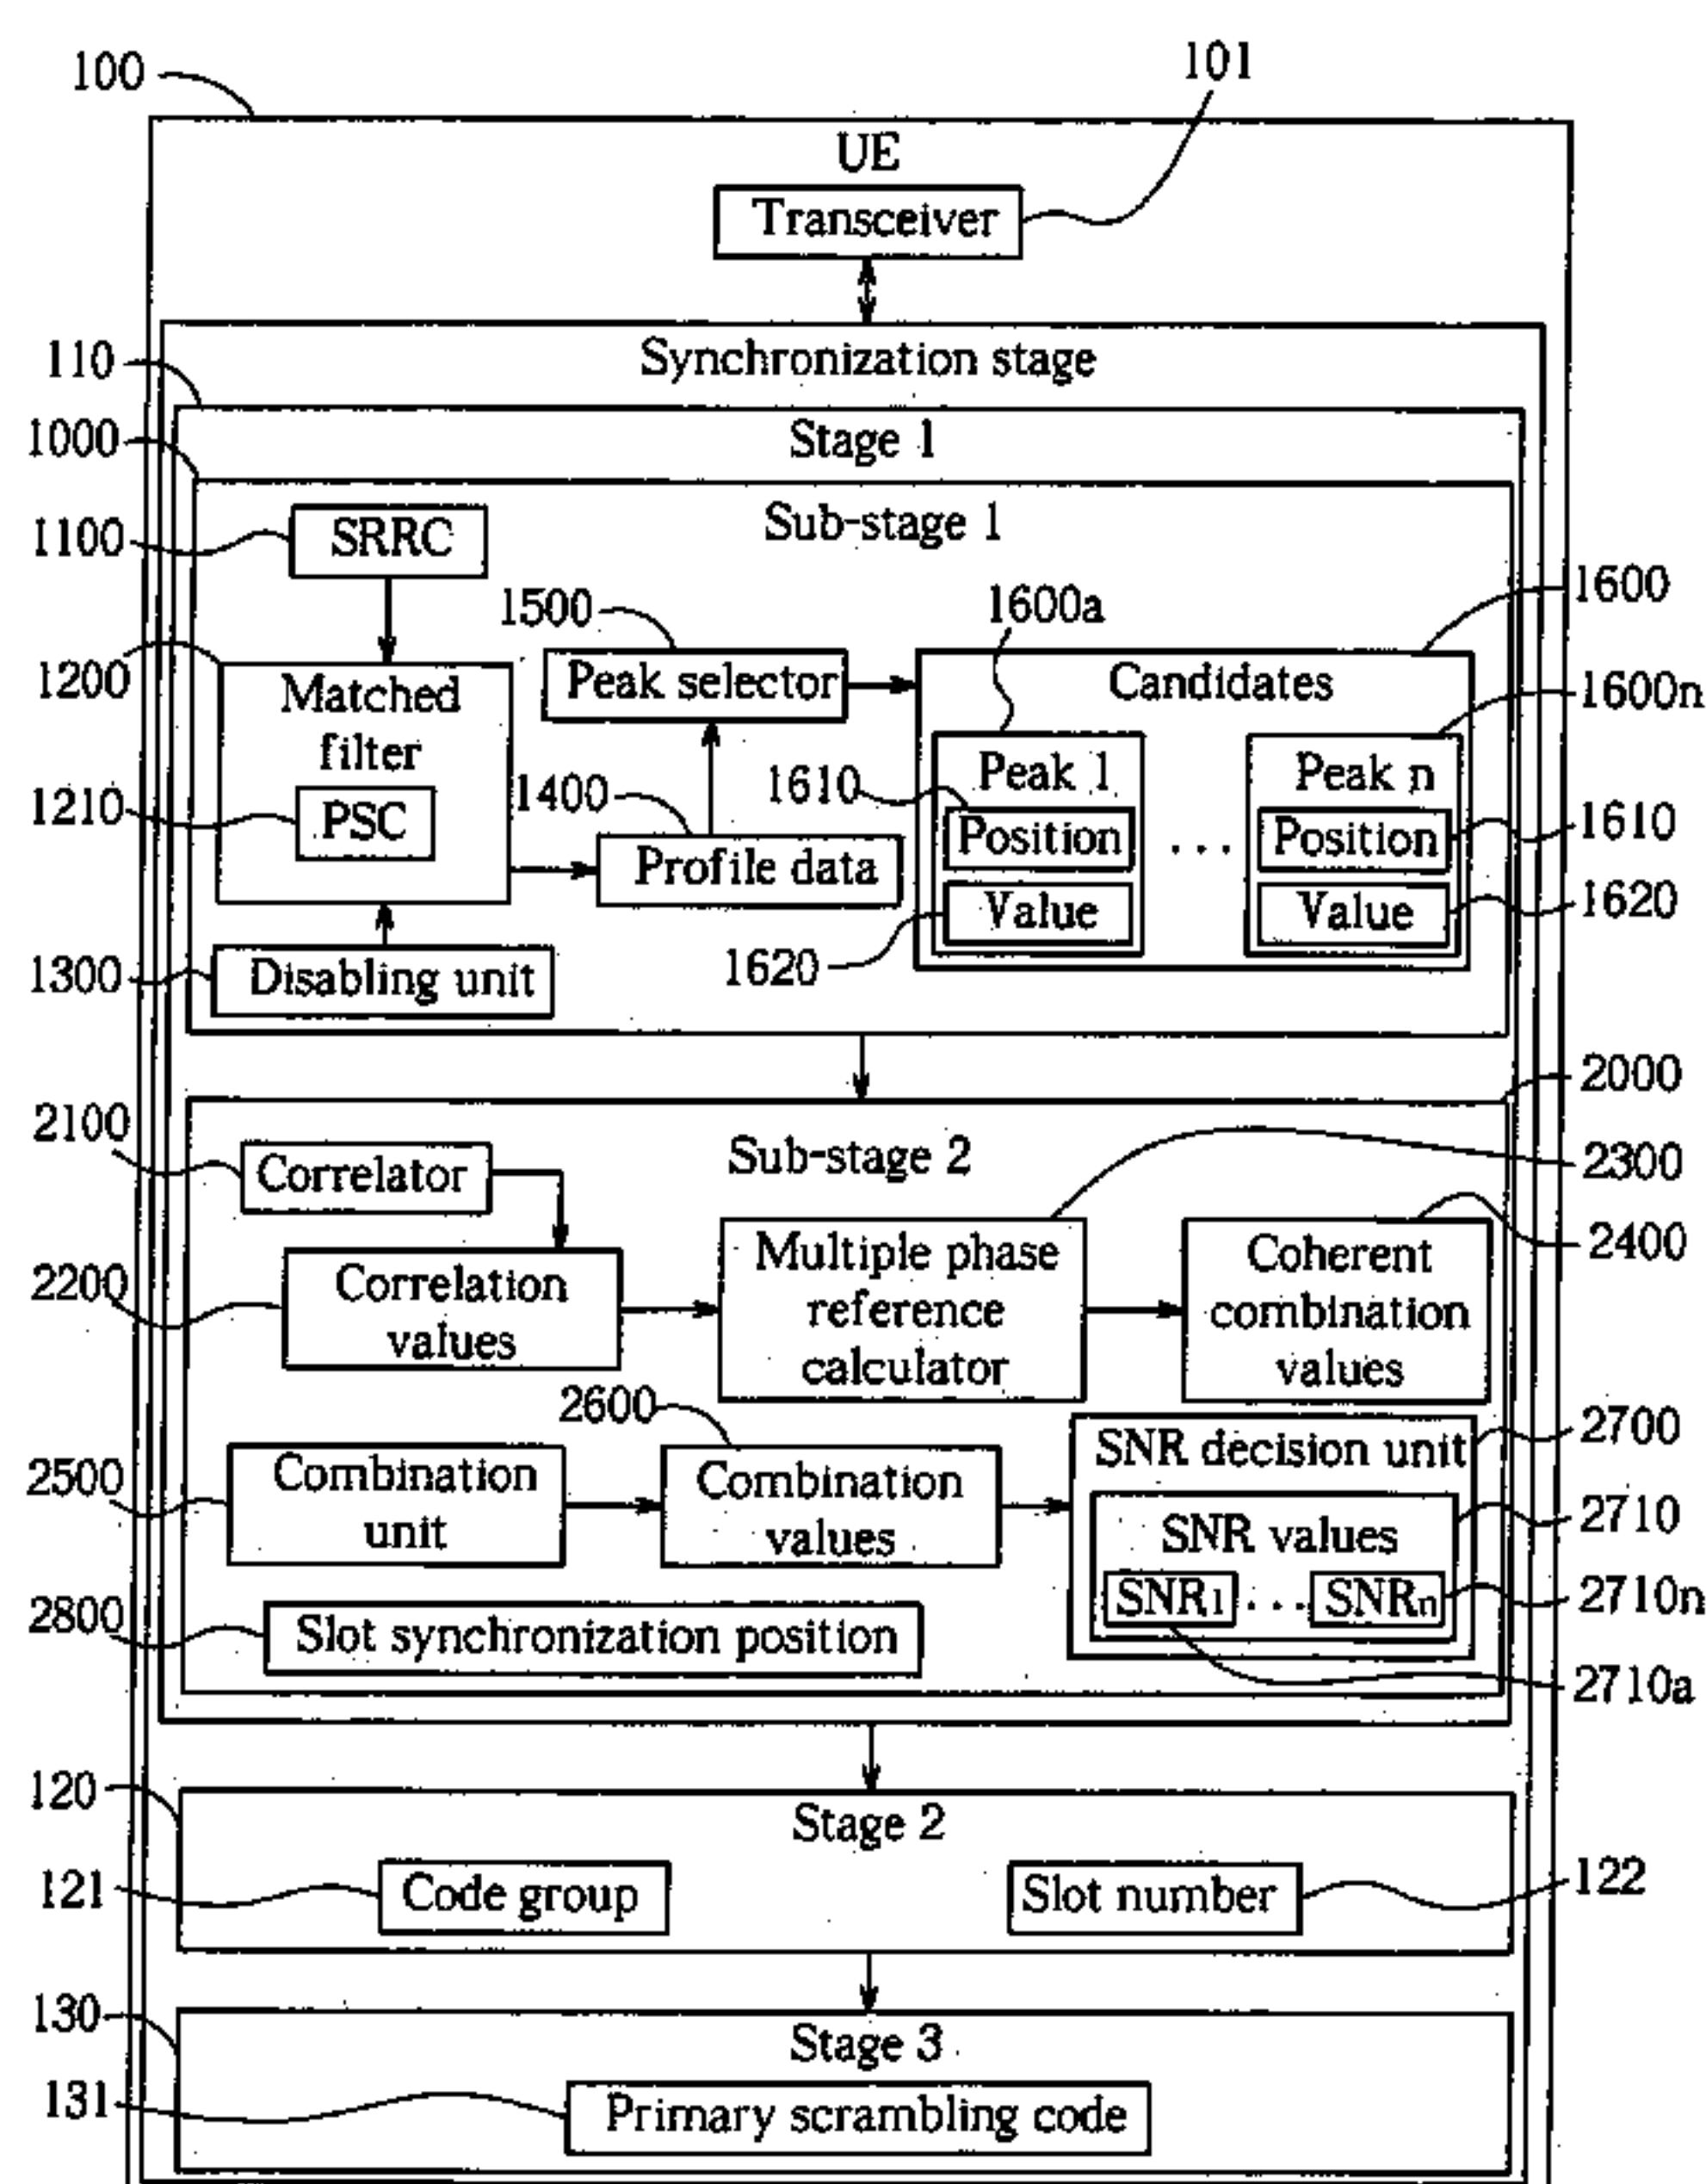 100
101
UE
Transceiver
110
Synchronization stage
1000
Stage 1
1100
SRRC
Sub-stage 1
1500
1600a
1600
1200
Matched
filter
Peak selector
Candidates
1600n
1210
PSC
1400
1610
Peak 1
Peak n
Profile data
Position
...
Position
1610
Value
Value
1620
1300
Disabling unit
1620
2000
2100
Correlator
Sub-stage 2
2300
2200
Correlation
values
Multiple phase
reference
calculator
Coherent
combination
values
2400
2600
2500
Combination
unit
Combination
values
SNR decision unit
2700
SNR values
2710
SNR1
...
SNRn
2710n
2800
Slot synchronization position
2710a
120
Stage 2
121
Code group
Slot number
122
130
Stage 3
131
Primary scrambling code